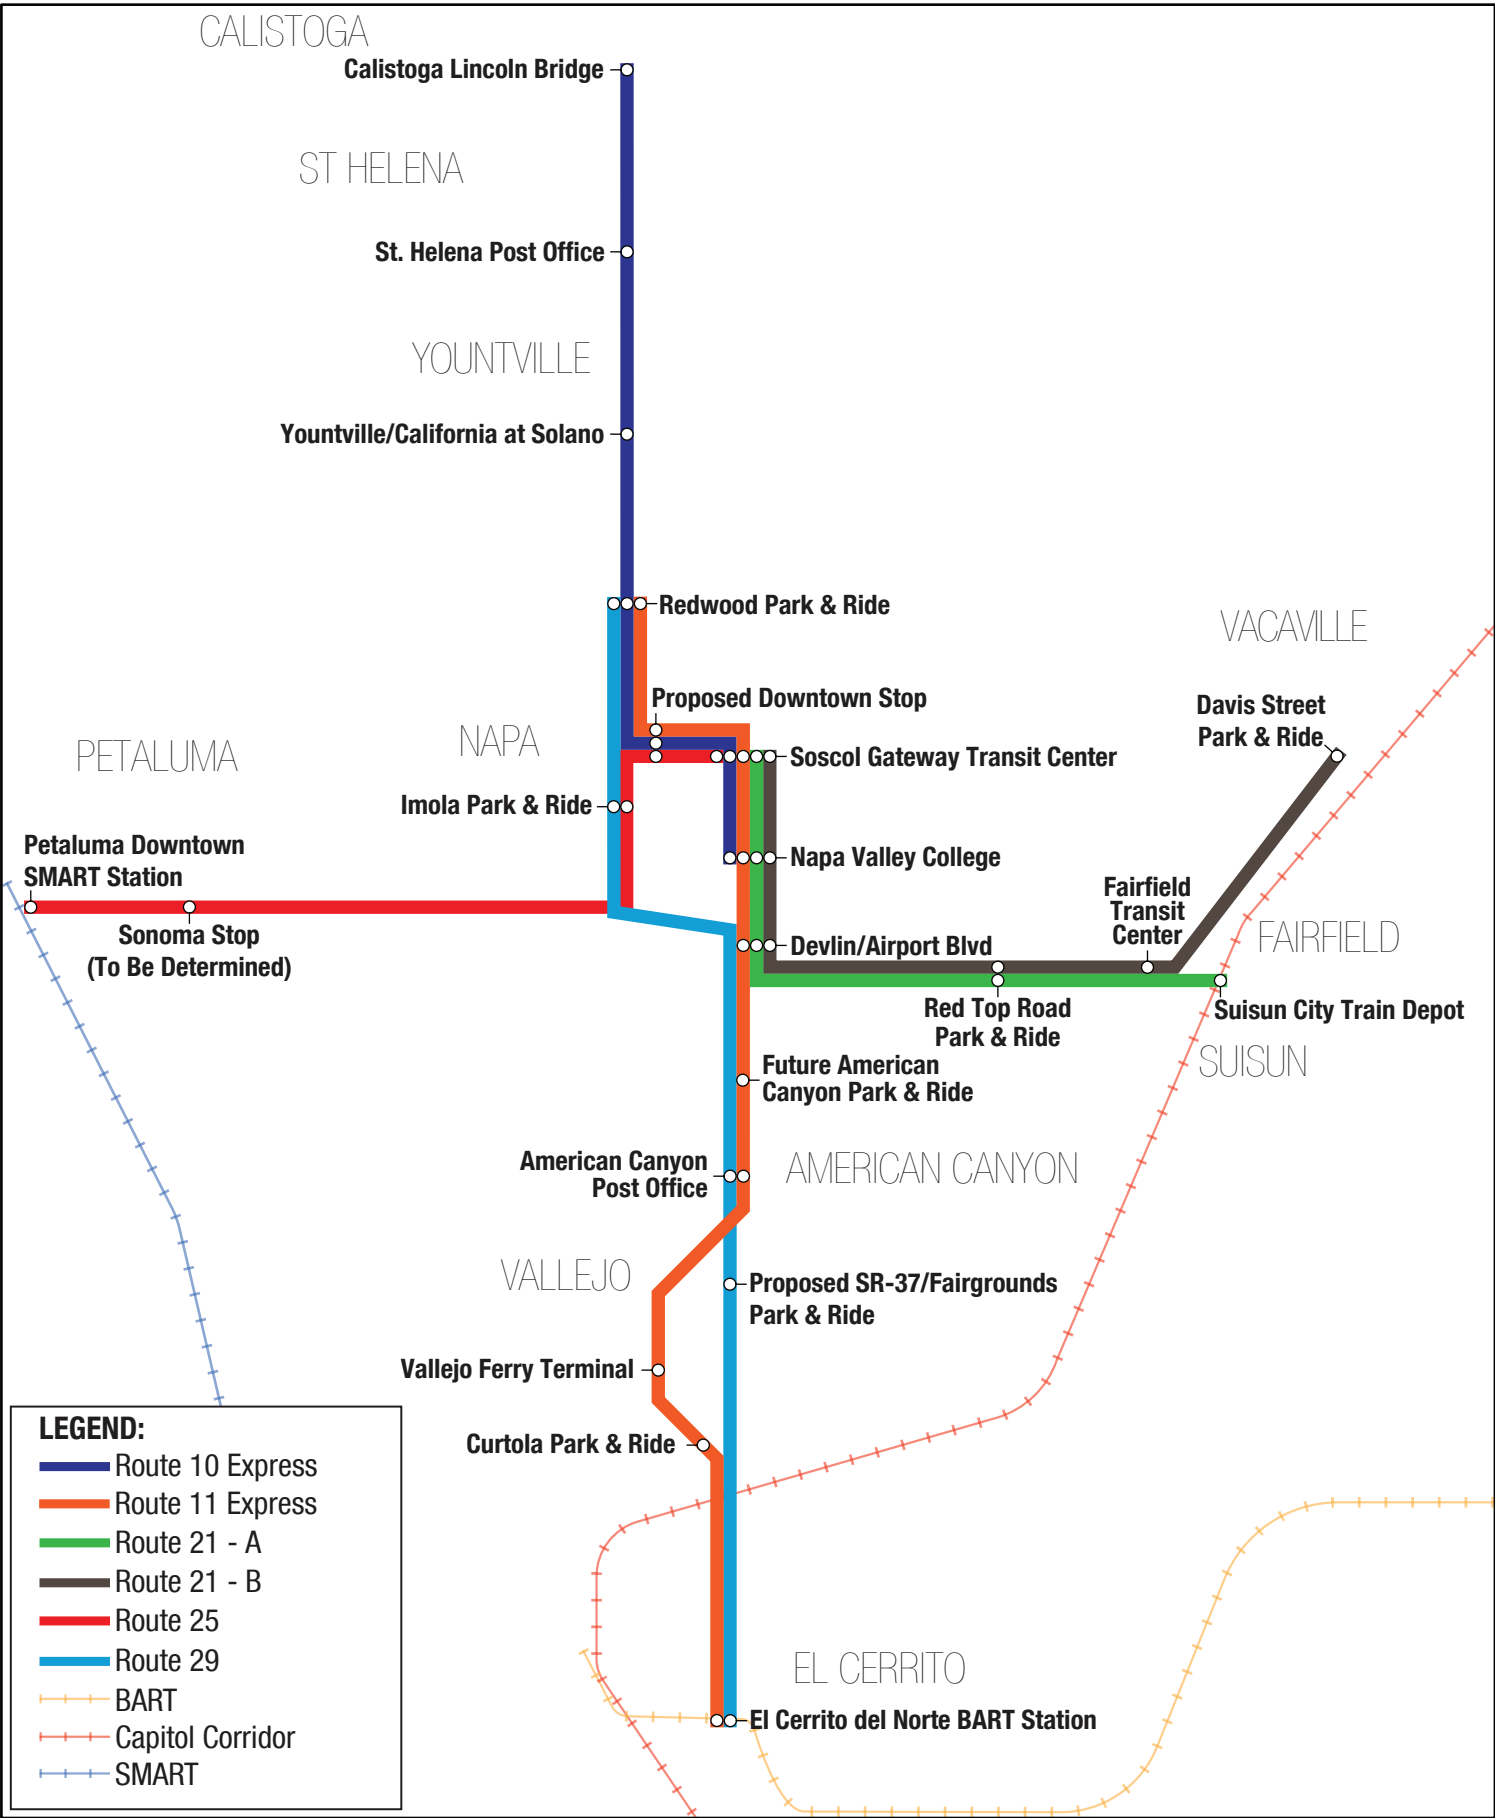 CALISTOGA
Calistoga Lincoln Bridge
ST HELENA
St. Helena Post Office
YOUNTVILLE
Yountville/California at Solano
Redwood Park & Ride
VACAVILLE
Proposed Downtown Stop
Davis Street
Park & Ride
NAPA
PETALUMA
Soscol Gateway Transit Center
Imola Park & Ride
Petaluma Downtown
SMART Station
Napa Valley College
Fairfield
Transit
Center
Sonoma Stop
(To Be Determined)
Devlin/Airport Blvd
FAIRFIELD
Red Top Road
Park & Ride
Suisun City Train Depot
SUISUN
Future American
Canyon Park & Ride
American Canyon
Post Office
AMERICAN CANYON
VALLEJO
Proposed SR-37/Fairgrounds
Park & Ride
Vallejo Ferry Terminal
Curtola Park & Ride
LEGEND:
Route 10 Express
Route 11 Express
Route 21 - A
Route 21 - B
Route 25
Route 29
BART
Capitol Corridor
SMART
EL CERRITO
El Cerrito del Norte BART Station